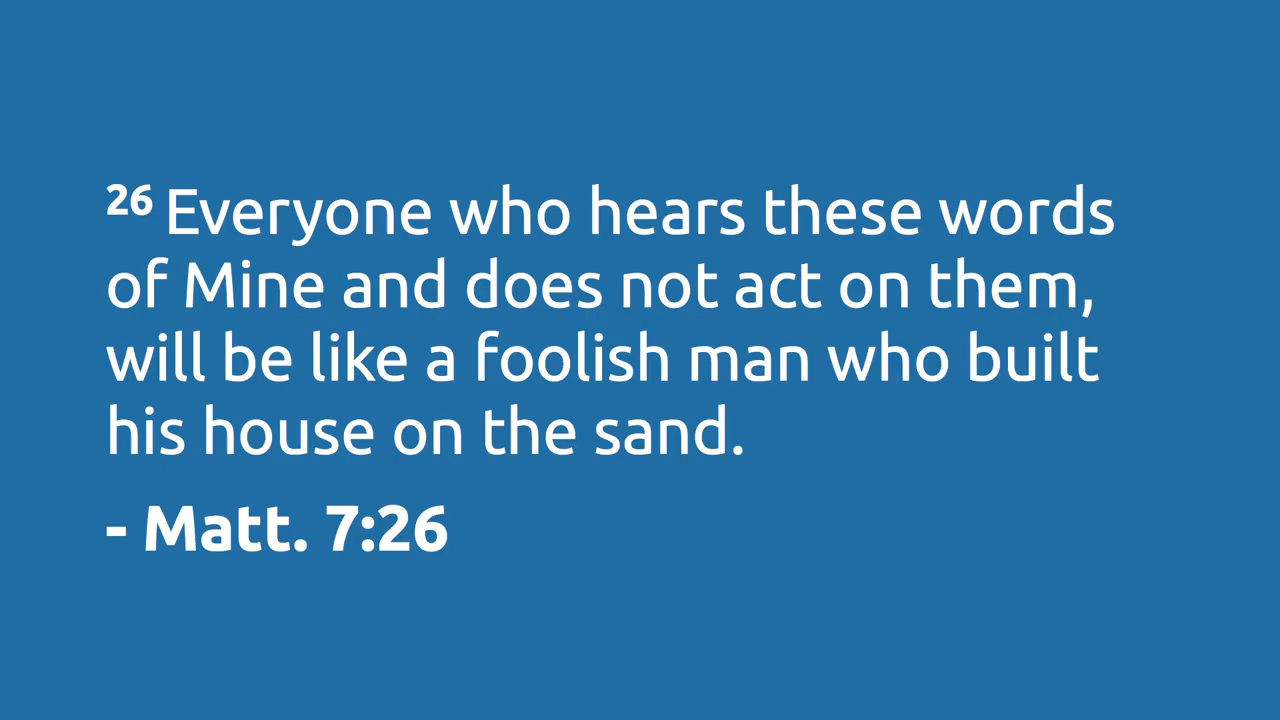 26 Everyone who hears these words
of Mine and does not act on them,
will be like a foolish man who built
his house on the sand.
- Matt. 7:26